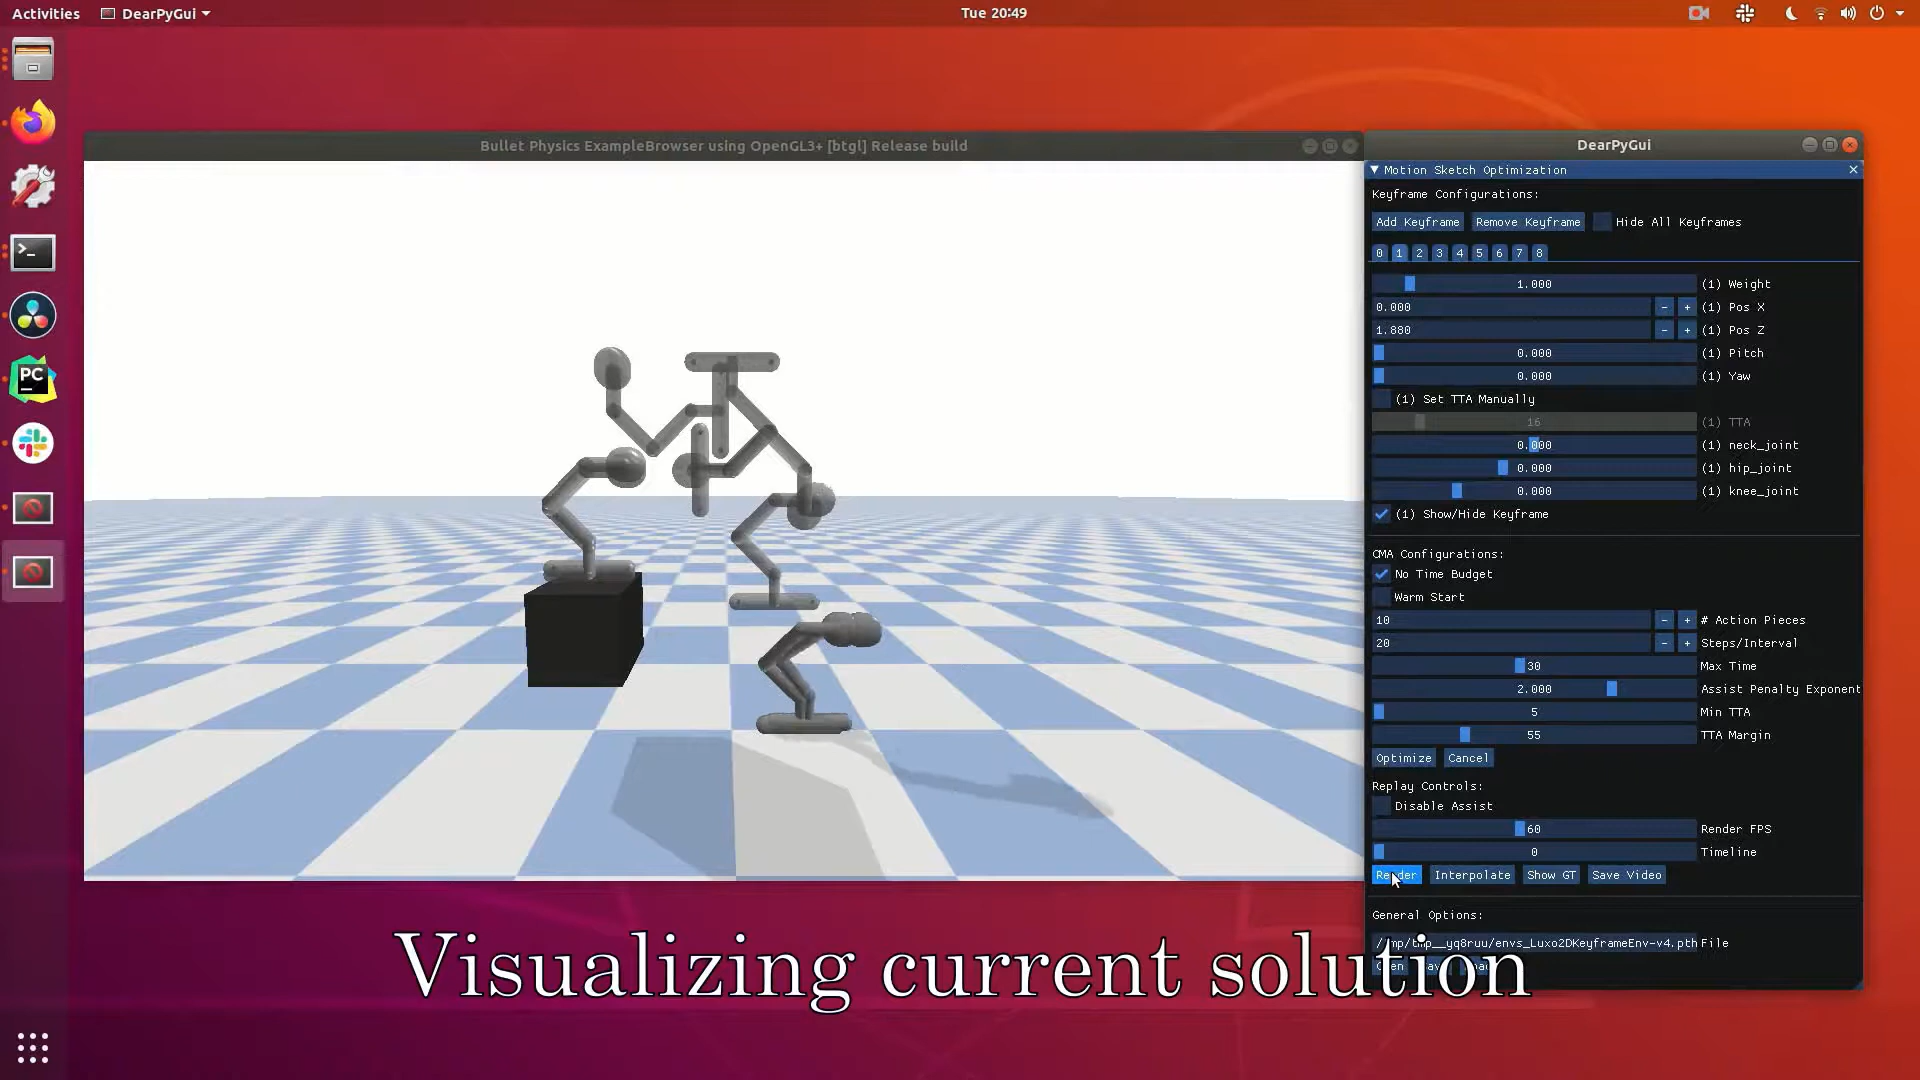 Activities DearPyGui Tue 20:49
Bullet Physics ExampleBrowser using OpenGL3+ [btgl] Release build
DearPyGui
Motion Sketch Optimization
Keyframe Configurations:
Add Keyframe Remove Keyframe Hide All Keyframes
0 1 2 3 4 5 6 7 8
1.000 (1) Weight
0.000 - + (1) Pos X
1.880 - + (1) Pos Z
0.000 (1) Pitch
0.000 (1) Yaw
(1) Set TTA Manually
16 (1) TTA
0.000 (1) neck_joint
0.000 (1) hip_joint
0.000 (1) knee_joint
(1) Show/Hide Keyframe
CMA Configurations:
No Time Budget
Warm Start
10 - + # Action Pieces
20 - + Steps/Interval
30 Max Time
2.000 Assist Penalty Exponent
5 Min TTA
55 TTA Margin
Optimize Cancel
Replay Controls:
Disable Assist
60 Render FPS
0 Timeline
Render Interpolate Show GT Save Video
General Options:
/tmp/tmp__yq8ruu/envs_Luxo2DKeyframeEnv-v4.pth File
PC
Visualizing current solution